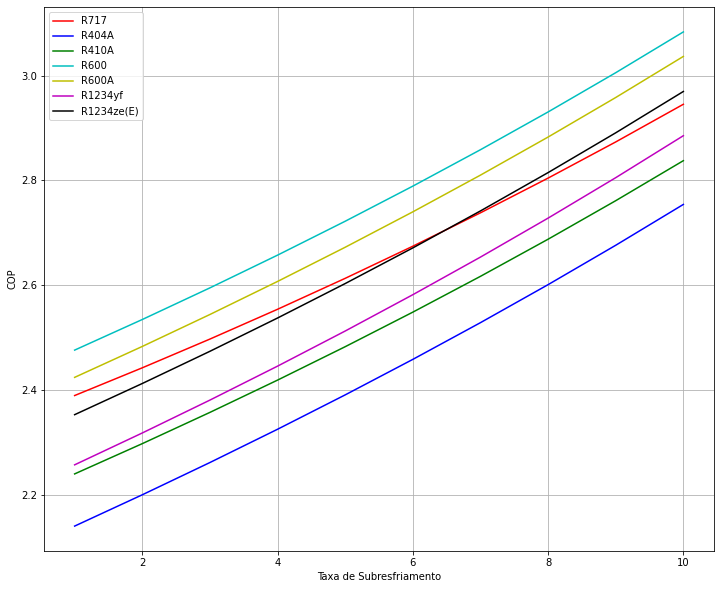 R717
R404A
R410A
R600
R600A
R1234yf
R1234ze(E)
3.0
2.8
2.6
2.4
2.2
COP
2 4 6 8 10
Taxa de Subresfriamento